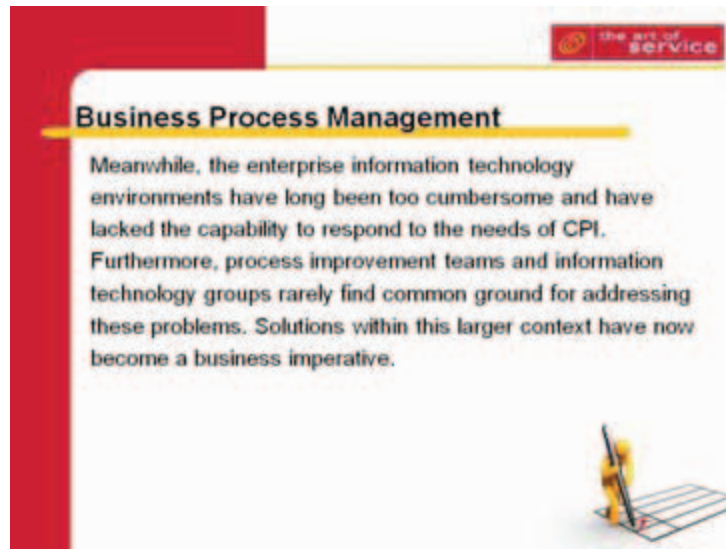 the art of
service
Business Process Management
Meanwhile, the enterprise information technology
environments have long been too cumbersome and have
lacked the capability to respond to the needs of CPI.
Furthermore, process improvement teams and information
technology groups rarely find common ground for addressing
these problems. Solutions within this larger context have now
become a business imperative.